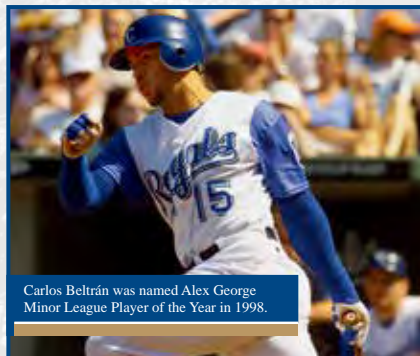 Royals
15
Carlos Beltrán was named Alex George
Minor League Player of the Year in 1998.